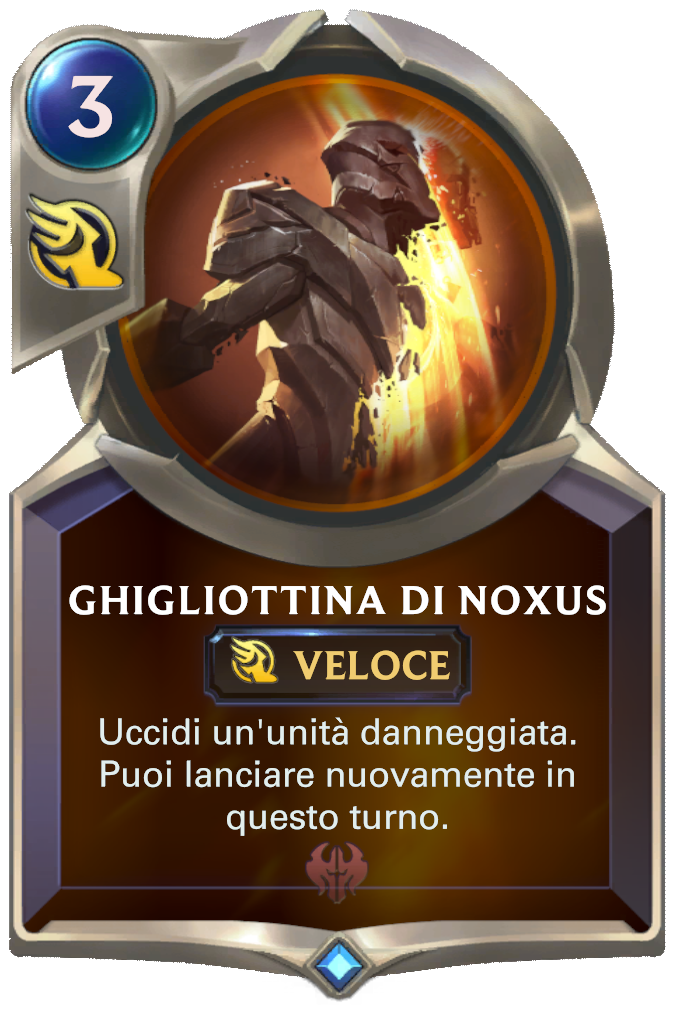 3
GHIGLIOTTINA DI NOXUS
VELOCE
Uccidi un'unità danneggiata.
Puoi lanciare nuovamente in
questo turno.